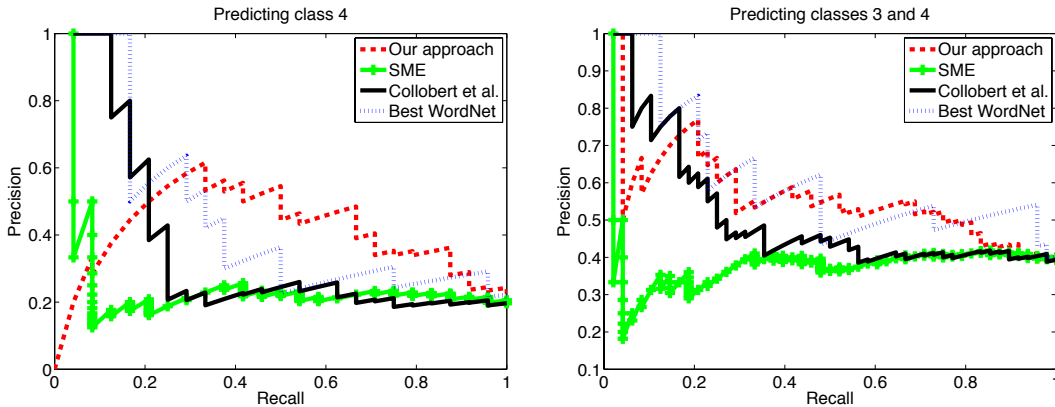 Predicting class 4
1
0.8
0.6
0.4
0.2
0
0
0.2
0.4
0.6
0.8
1
Precision
Recall
Our approach
SME
Collobert et al.
Best WordNet
Predicting classes 3 and 4
1
0.9
0.8
0.7
0.6
0.5
0.4
0.3
0.2
0.1
0
0.2
0.4
0.6
0.8
1
Precision
Recall
Our approach
SME
Collobert et al.
Best WordNet